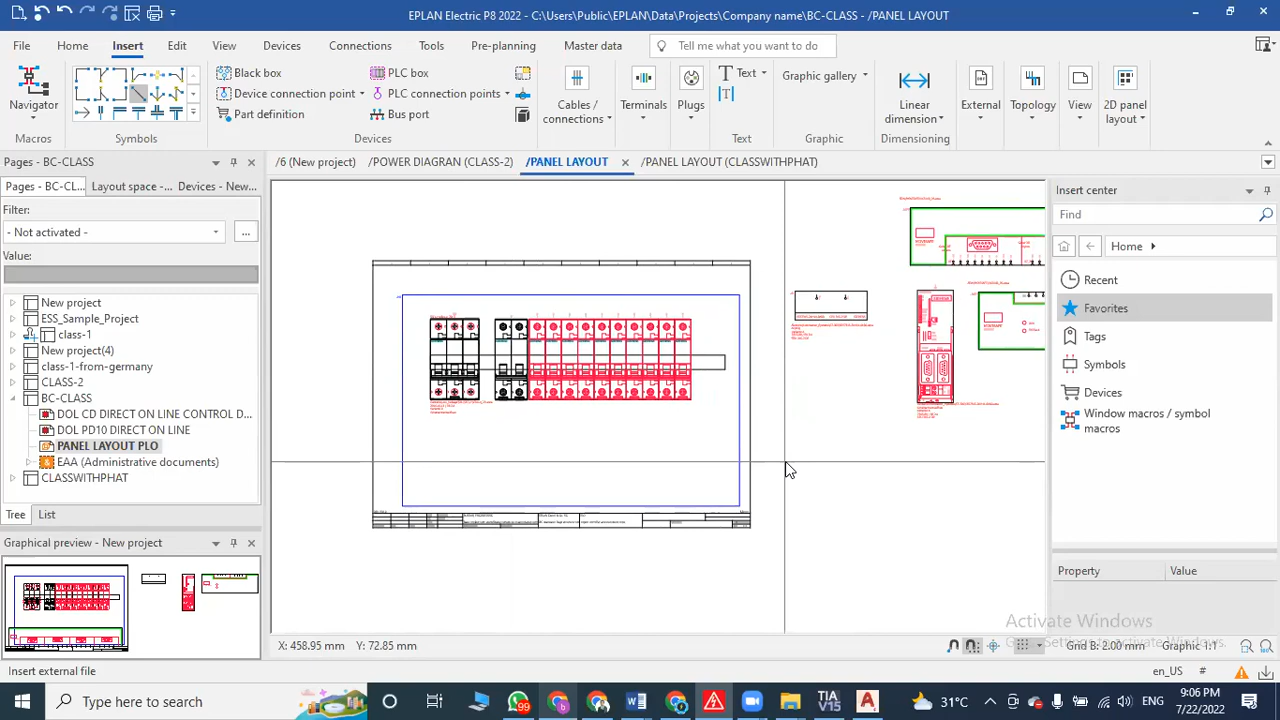 EPLAN Electric P8 2022 - C:\Users\Public\EPLAN\Data\Projects\Company name\BC-CLASS - /PANEL LAYOUT
File Home Insert Edit View Devices Connections Tools Pre-planning Master data Tell me what you want to do
Navigator
Macros
Symbols
Black box
Device connection point
Part definition
PLC box
PLC connection points
Bus port
Devices
Cables / connections
Terminals
Plugs
Text
Text
Graphic gallery
Graphic
Linear dimension
Dimensioning
External
Topology
View
2D panel layout
Pages - BC-CLASS
/6 (New project) /POWER DIAGRAN (CLASS-2) /PANEL LAYOUT /PANEL LAYOUT (CLASSWITHPHAT)
Pages - BC-CL... Layout space -... Devices - New...
Filter:
- Not activated - ...
Value:
New project
ESS_Sample_Project
class-1
New project(4)
class-1-from-germany
CLASS-2
BC-CLASS
DOL CD DIRECT ON LINE CONTROL D...
DOL PD10 DIRECT ON LINE
PANEL LAYOUT PLO
EAA (Administrative documents)
CLASSWITHPHAT
Tree List
Graphical preview - New project
Insert center
Find
Home
Recent
Favorites
Tags
Symbols
Devices
Window macros / symbol macros
Property Value
Activate Windows
Go to Settings to activate Windows.
X: 458.95 mm Y: 72.85 mm
Grid B: 2.00 mm Graphic 1:1
Insert external file
en_US #
Type here to search
99
TIA V15
31°C
ENG
9:06 PM
7/22/2022